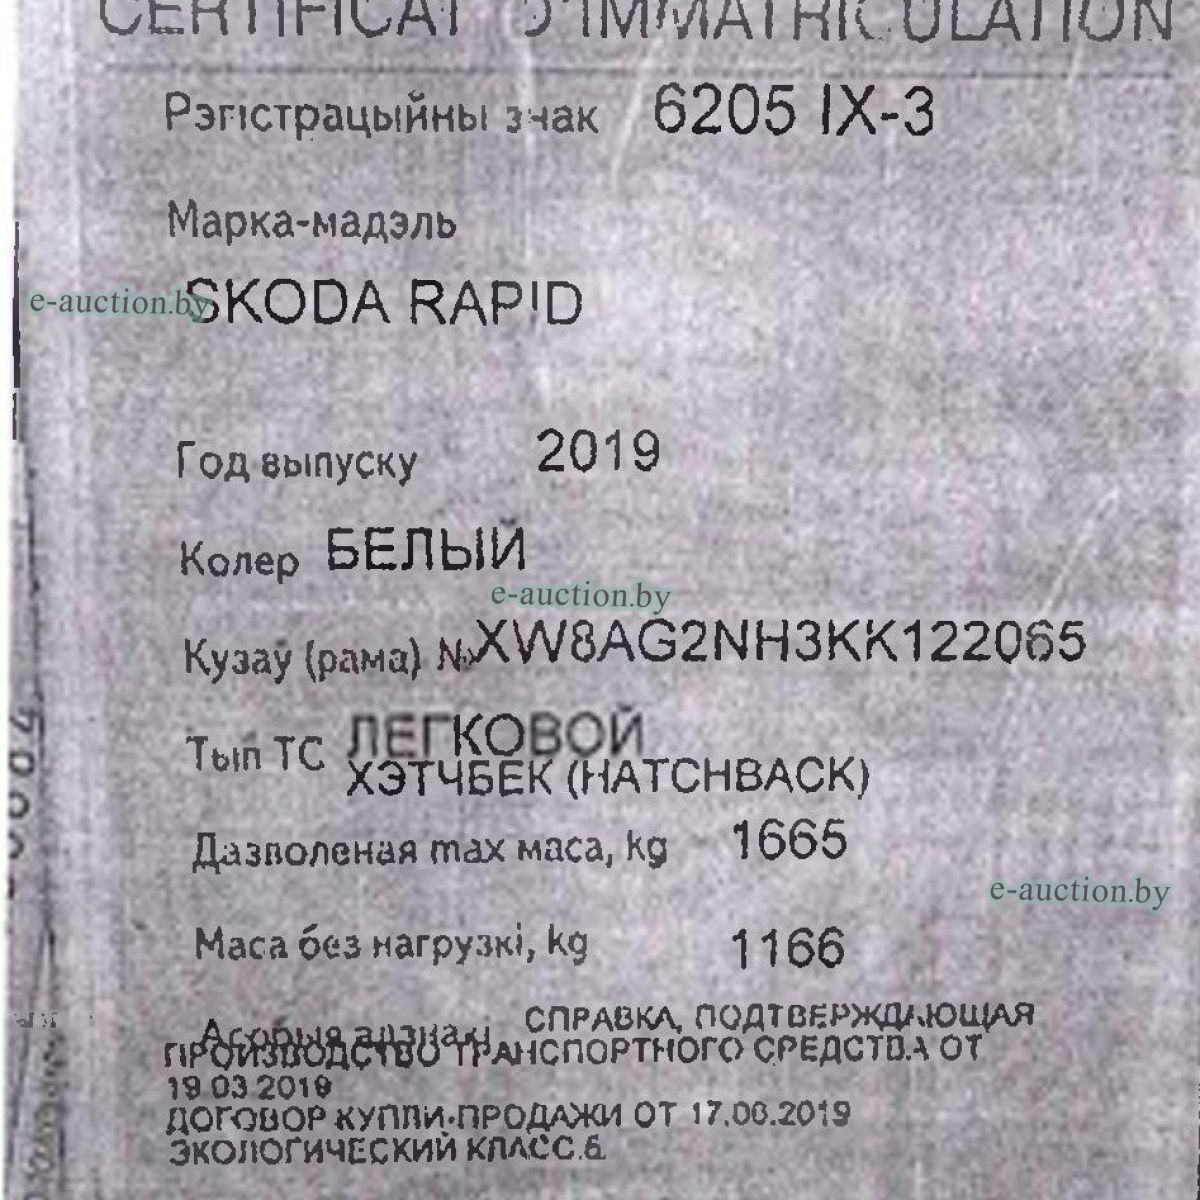 CERTIFICAT D'IMMATRICULATION
Рэгістрацыйны знак 6205 IX-3
Марка-мадэль
SKODA RAPID
e-auction.by
Год выпуску 2019
Колер БЕЛЫЙ
e-auction.by
Кузаў (рама) № XW8AG2NH3KK122065
Тып ТС ЛЕГКОВОЙ
ХЭТЧБЕК (HATCHBACK)
Дазволеная max маса, kg 1665
e-auction.by
Маса без нагрузкі, kg 1166
Асобыя адзнакі СПРАВКА, ПОДТВЕРЖДАЮЩАЯ
ПРОИЗВОДСТВО ТРАНСПОРТНОГО СРЕДСТВА ОТ
19.03.2019
ДОГОВОР КУПЛИ-ПРОДАЖИ ОТ 2019
ЭКОЛОГИЧЕСКИЙ КЛАСС